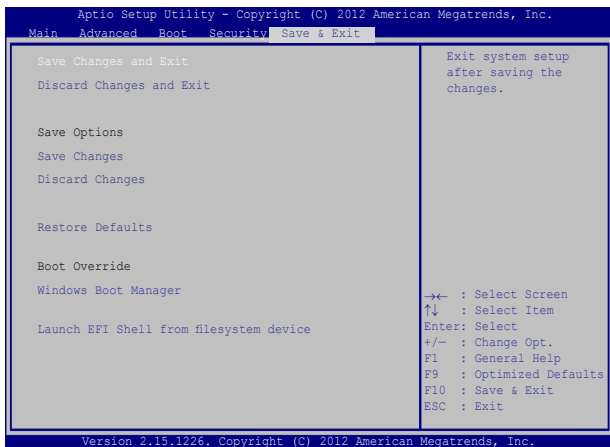 Aptio Setup Utility - Copyright (C) 2012 American Megatrends, Inc.
Main Advanced Boot Security Save & Exit
Save Changes and Exit
Discard Changes and Exit
Save Options
Save Changes
Discard Changes
Restore Defaults
Boot Override
Windows Boot Manager
Launch EFI Shell from filesystem device
Exit system setup
after saving the
changes.
→← : Select Screen
↑↓ : Select Item
Enter: Select
+/— : Change Opt.
F1 : General Help
F9 : Optimized Defaults
F10 : Save & Exit
ESC : Exit
Version 2.15.1226. Copyright (C) 2012 American Megatrends, Inc.